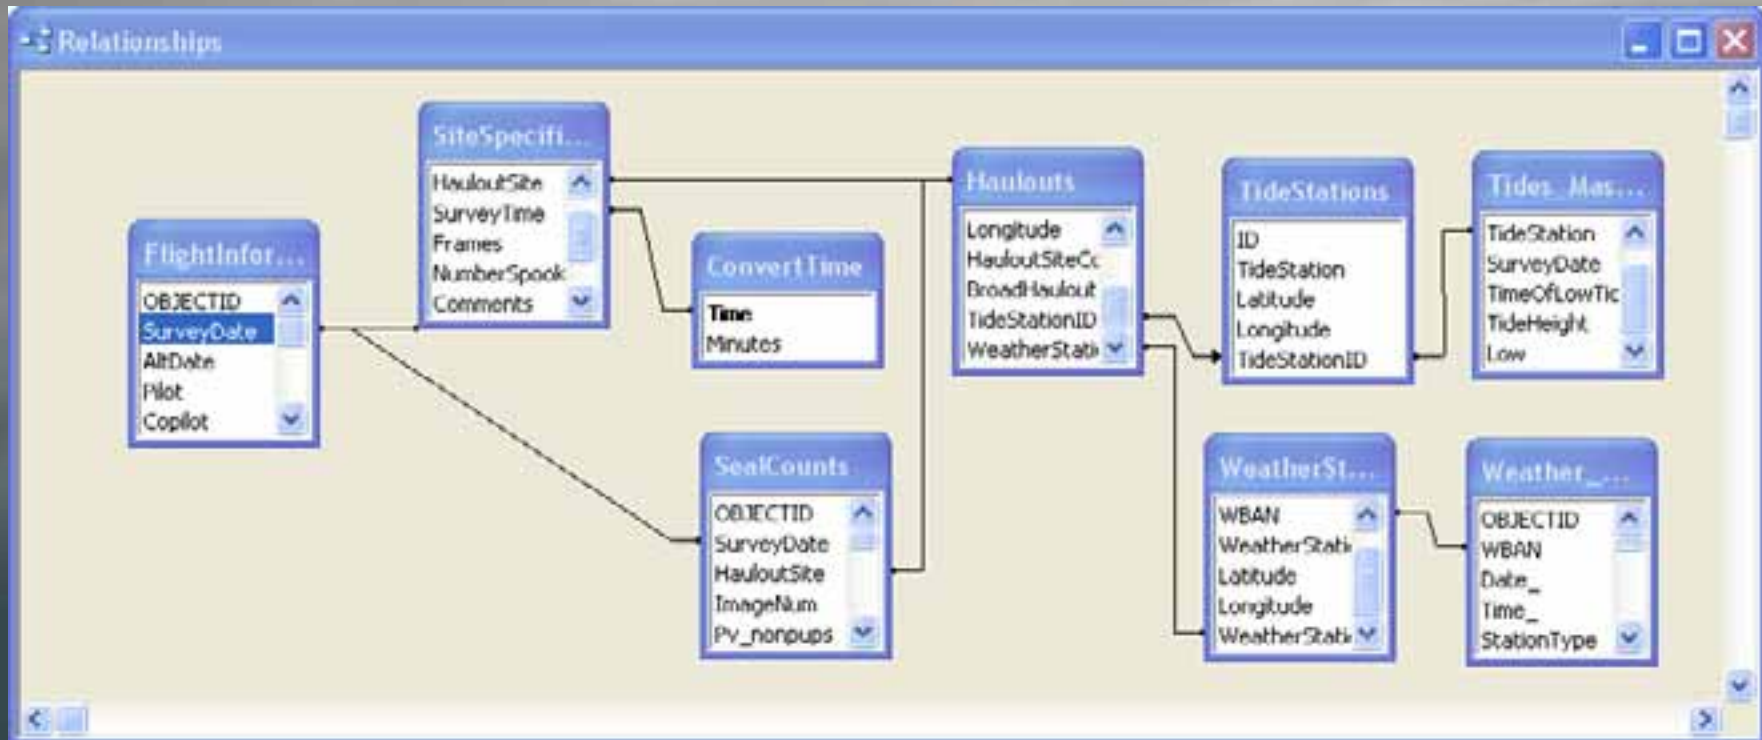 Relationships
FlightInfor...
OBJECTID
SurveyDate
AltDate
Pilot
Copilot
SiteSpecifi...
HauloutSite
SurveyTime
Frames
NumberSpook
Comments
ConvertTime
Time
Minutes
SealCounts
OBJECTID
SurveyDate
HauloutSite
ImageNum
Pv_nonpups
Haulouts
Longitude
HauloutSiteCo
BroadHaulout
TideStationID
WeatherStati
TideStations
ID
TideStation
Latitude
Longitude
TideStationID
Tides_Mas...
TideStation
SurveyDate
TimeOfLowTic
TideHeight
Low
WeatherSt...
WBAN
WeatherStati
Latitude
Longitude
WeatherStati
Weather_...
OBJECTID
WBAN
Date_
Time_
StationType